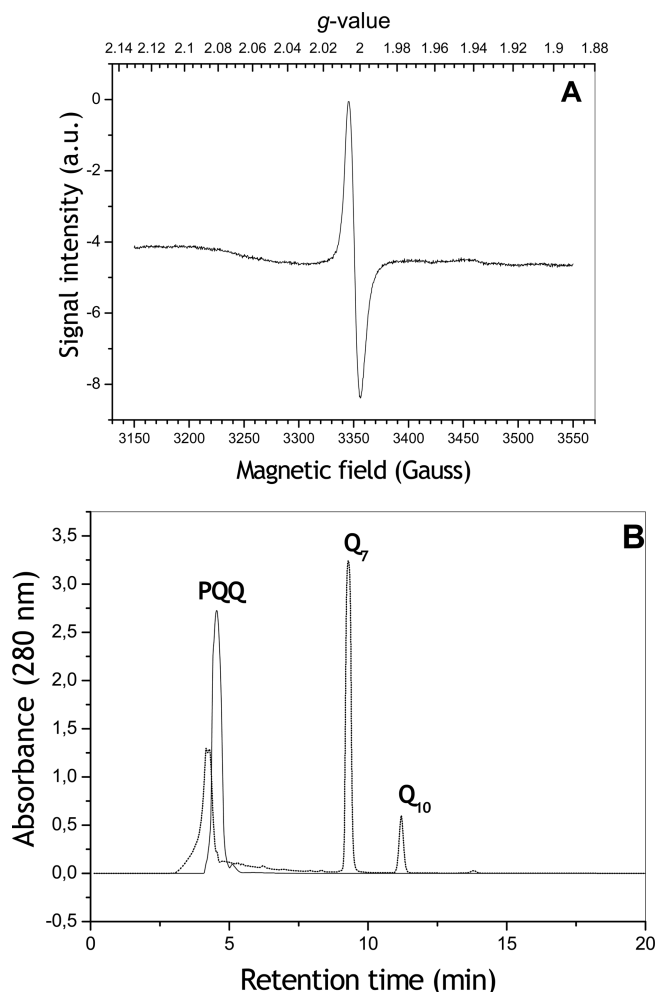 g-value
2.14 2.12 2.1 2.08 2.06 2.04 2.02 2 1.98 1.96 1.94 1.92 1.9 1.88
A
Signal intensity (a.u.)
0
-2
-4
-6
-8
3150 3200 3250 3300 3350 3400 3450 3500 3550
Magnetic field (Gauss)
B
Absorbance (280 nm)
3,5
3,0
2,5
2,0
1,5
1,0
0,5
0,0
-0,5
PQQ
Q7
Q10
0 5 10 15 20
Retention time (min)